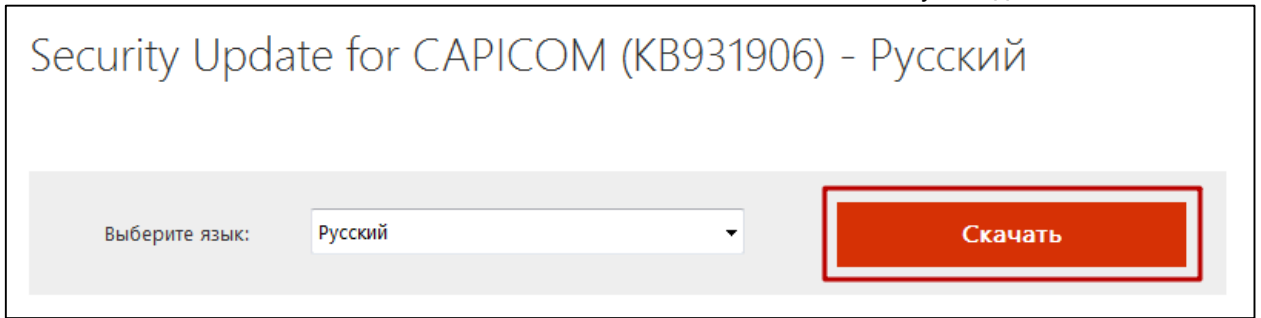 Security Update for CAPICOM (KB931906) - Русский
Выберите язык:
Русский
Скачать